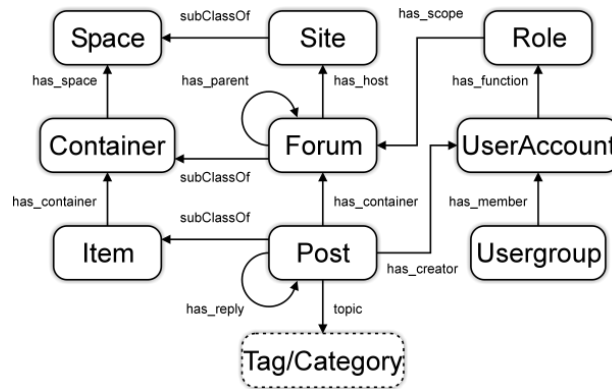 subClassOf
has_scope
Space
Site
Role
has_space
has_parent
has_host
has_function
Container
Forum
UserAccount
subClassOf
has_container
subClassOf
has_container
has_member
Item
Post
Usergroup
has_creator
has_reply
topic
Tag/Category